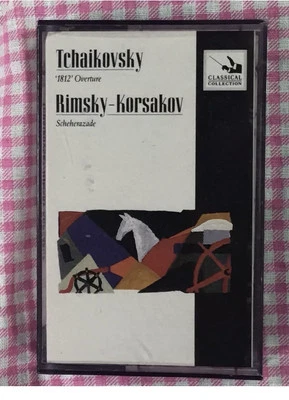 Tchaikovsky
'1812' Overture
Rimsky-Korsakov
Scheherazade
CLASSICAL
COLLECTION